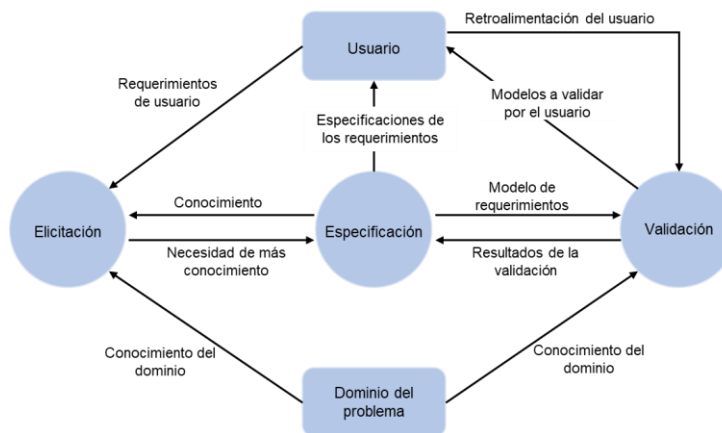 Retroalimentación del usuario
Usuario
Requerimientos
de usuario
Modelos a validar
por el usuario
Especificaciones de
los requerimientos
Conocimiento
Modelo de
requerimientos
Elicitación
Especificación
Validación
Necesidad de más
conocimiento
Resultados de la
validación
Conocimiento del
dominio
Conocimiento del
dominio
Dominio del
problema